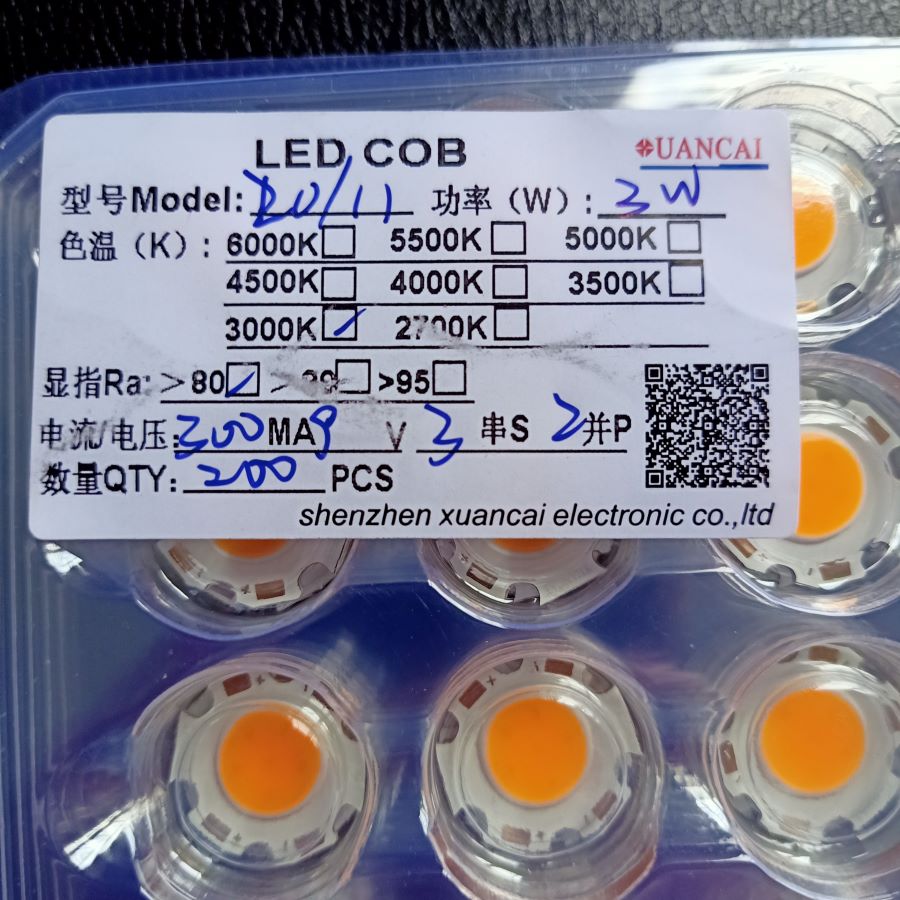 LED COB
UANCAI
型号Model: 20/11 功率（W）: 3W
色温（K）: 6000K 5500K 5000K
4500K 4000K 3500K
3000K 2700K
显指Ra: ＞80 ＞90 >95
电流/电压: 300MA 9 V 3 串S 2 并P
数量QTY: 200 PCS
shenzhen xuancai electronic co.,ltd